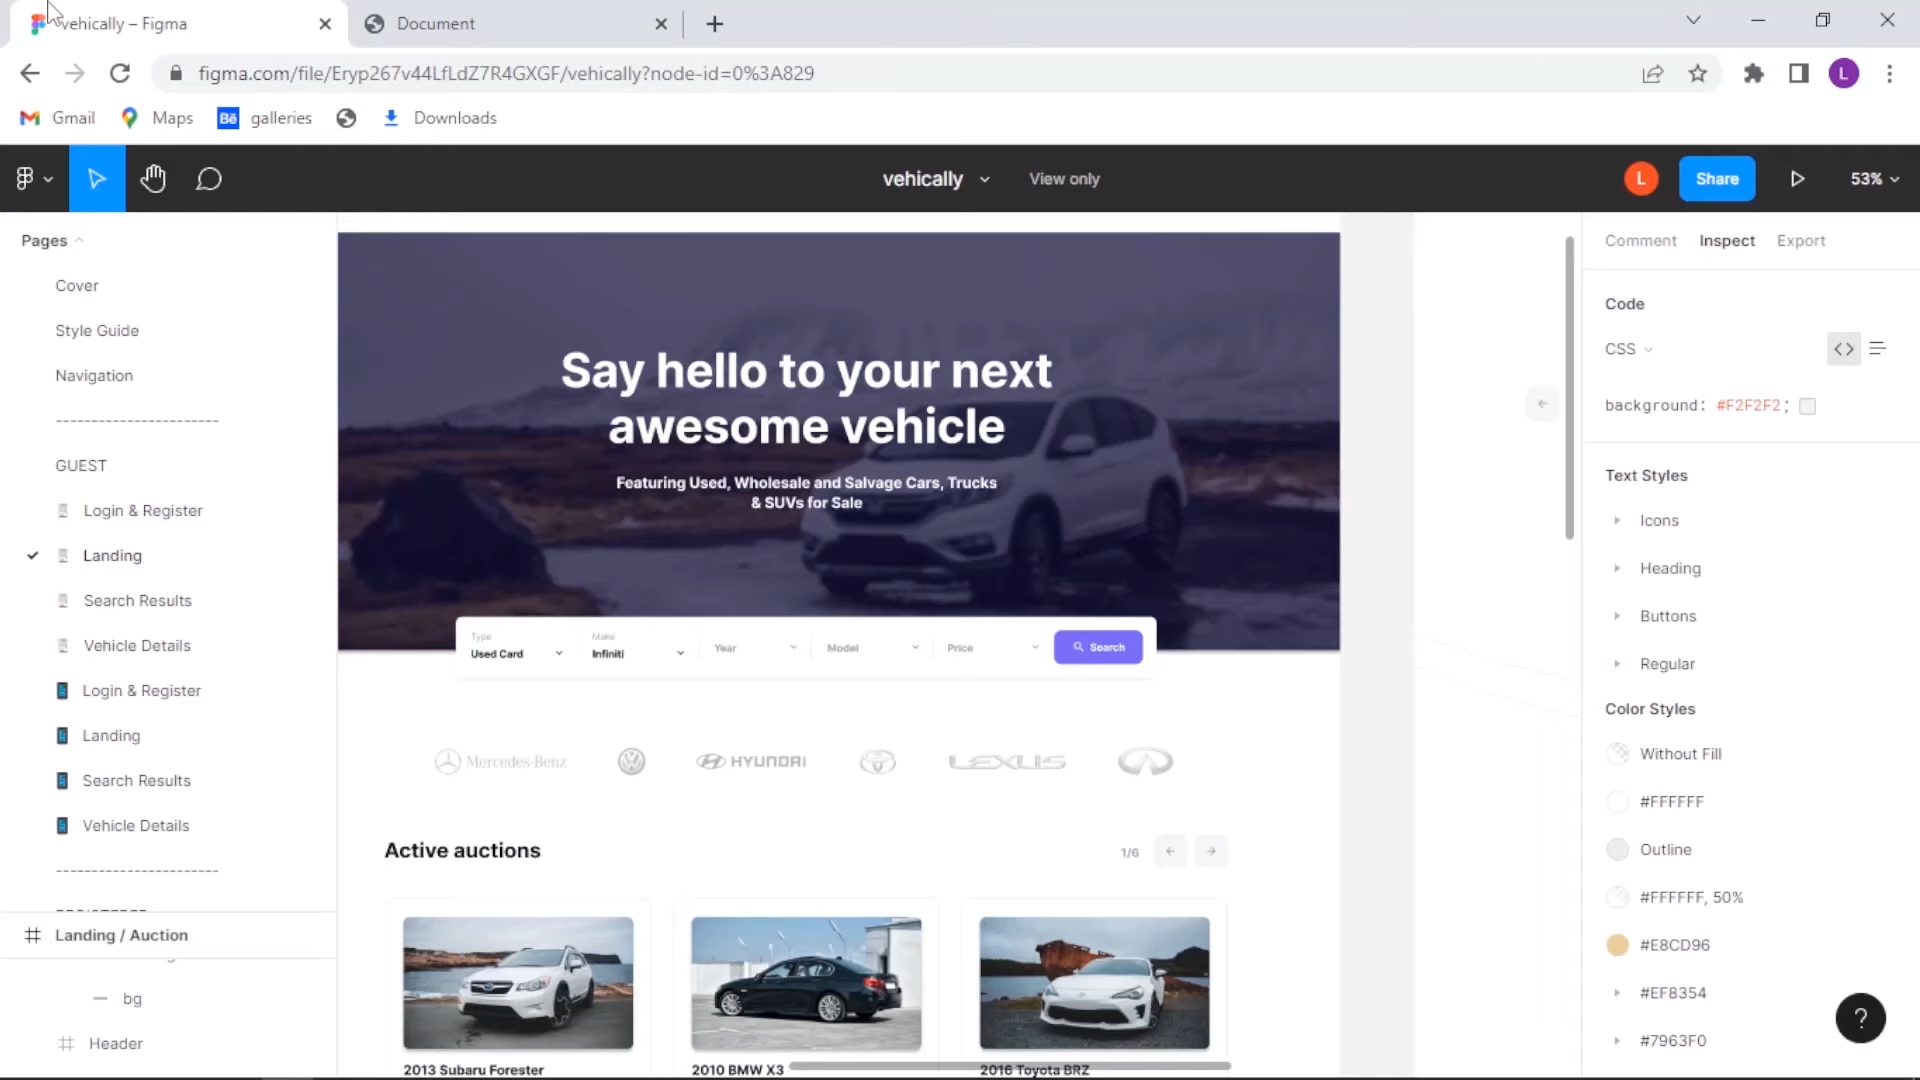 vehically – Figma
Document
figma.com/file/Eryp267v44LfLdZ7R4GXGF/vehically?node-id=0%3A829
L
Gmail
Maps
Bē galleries
Downloads
vehically
View only
L
Share
53%
Pages
Cover
Style Guide
Navigation
-----------------------
GUEST
Login & Register
Landing
Search Results
Vehicle Details
Login & Register
Landing
Search Results
Vehicle Details
-----------------------
Landing / Auction
bg
Header
Say hello to your next
awesome vehicle
Featuring Used, Wholesale and Salvage Cars, Trucks
& SUVs for Sale
Type
Used Card
Make
Infiniti
Year
Model
Price
Search
Mercedes-Benz
HYUNDAI
LEXUS
Active auctions
1/6
2013 Subaru Forester
2010 BMW X3
2016 Toyota BRZ
Comment
Inspect
Export
Code
CSS
background: #F2F2F2;
Text Styles
Icons
Heading
Buttons
Regular
Color Styles
Without Fill
#FFFFFF
Outline
#FFFFFF, 50%
#E8CD96
#EF8354
#7963F0
?